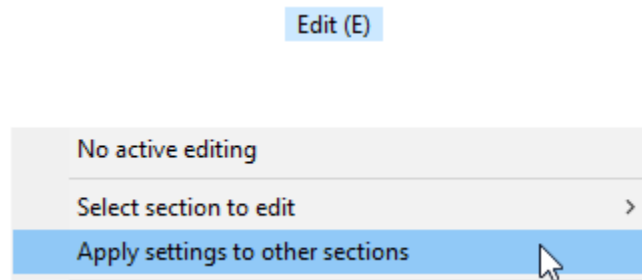 Edit (E)
No active editing
Select section to edit
Apply settings to other sections